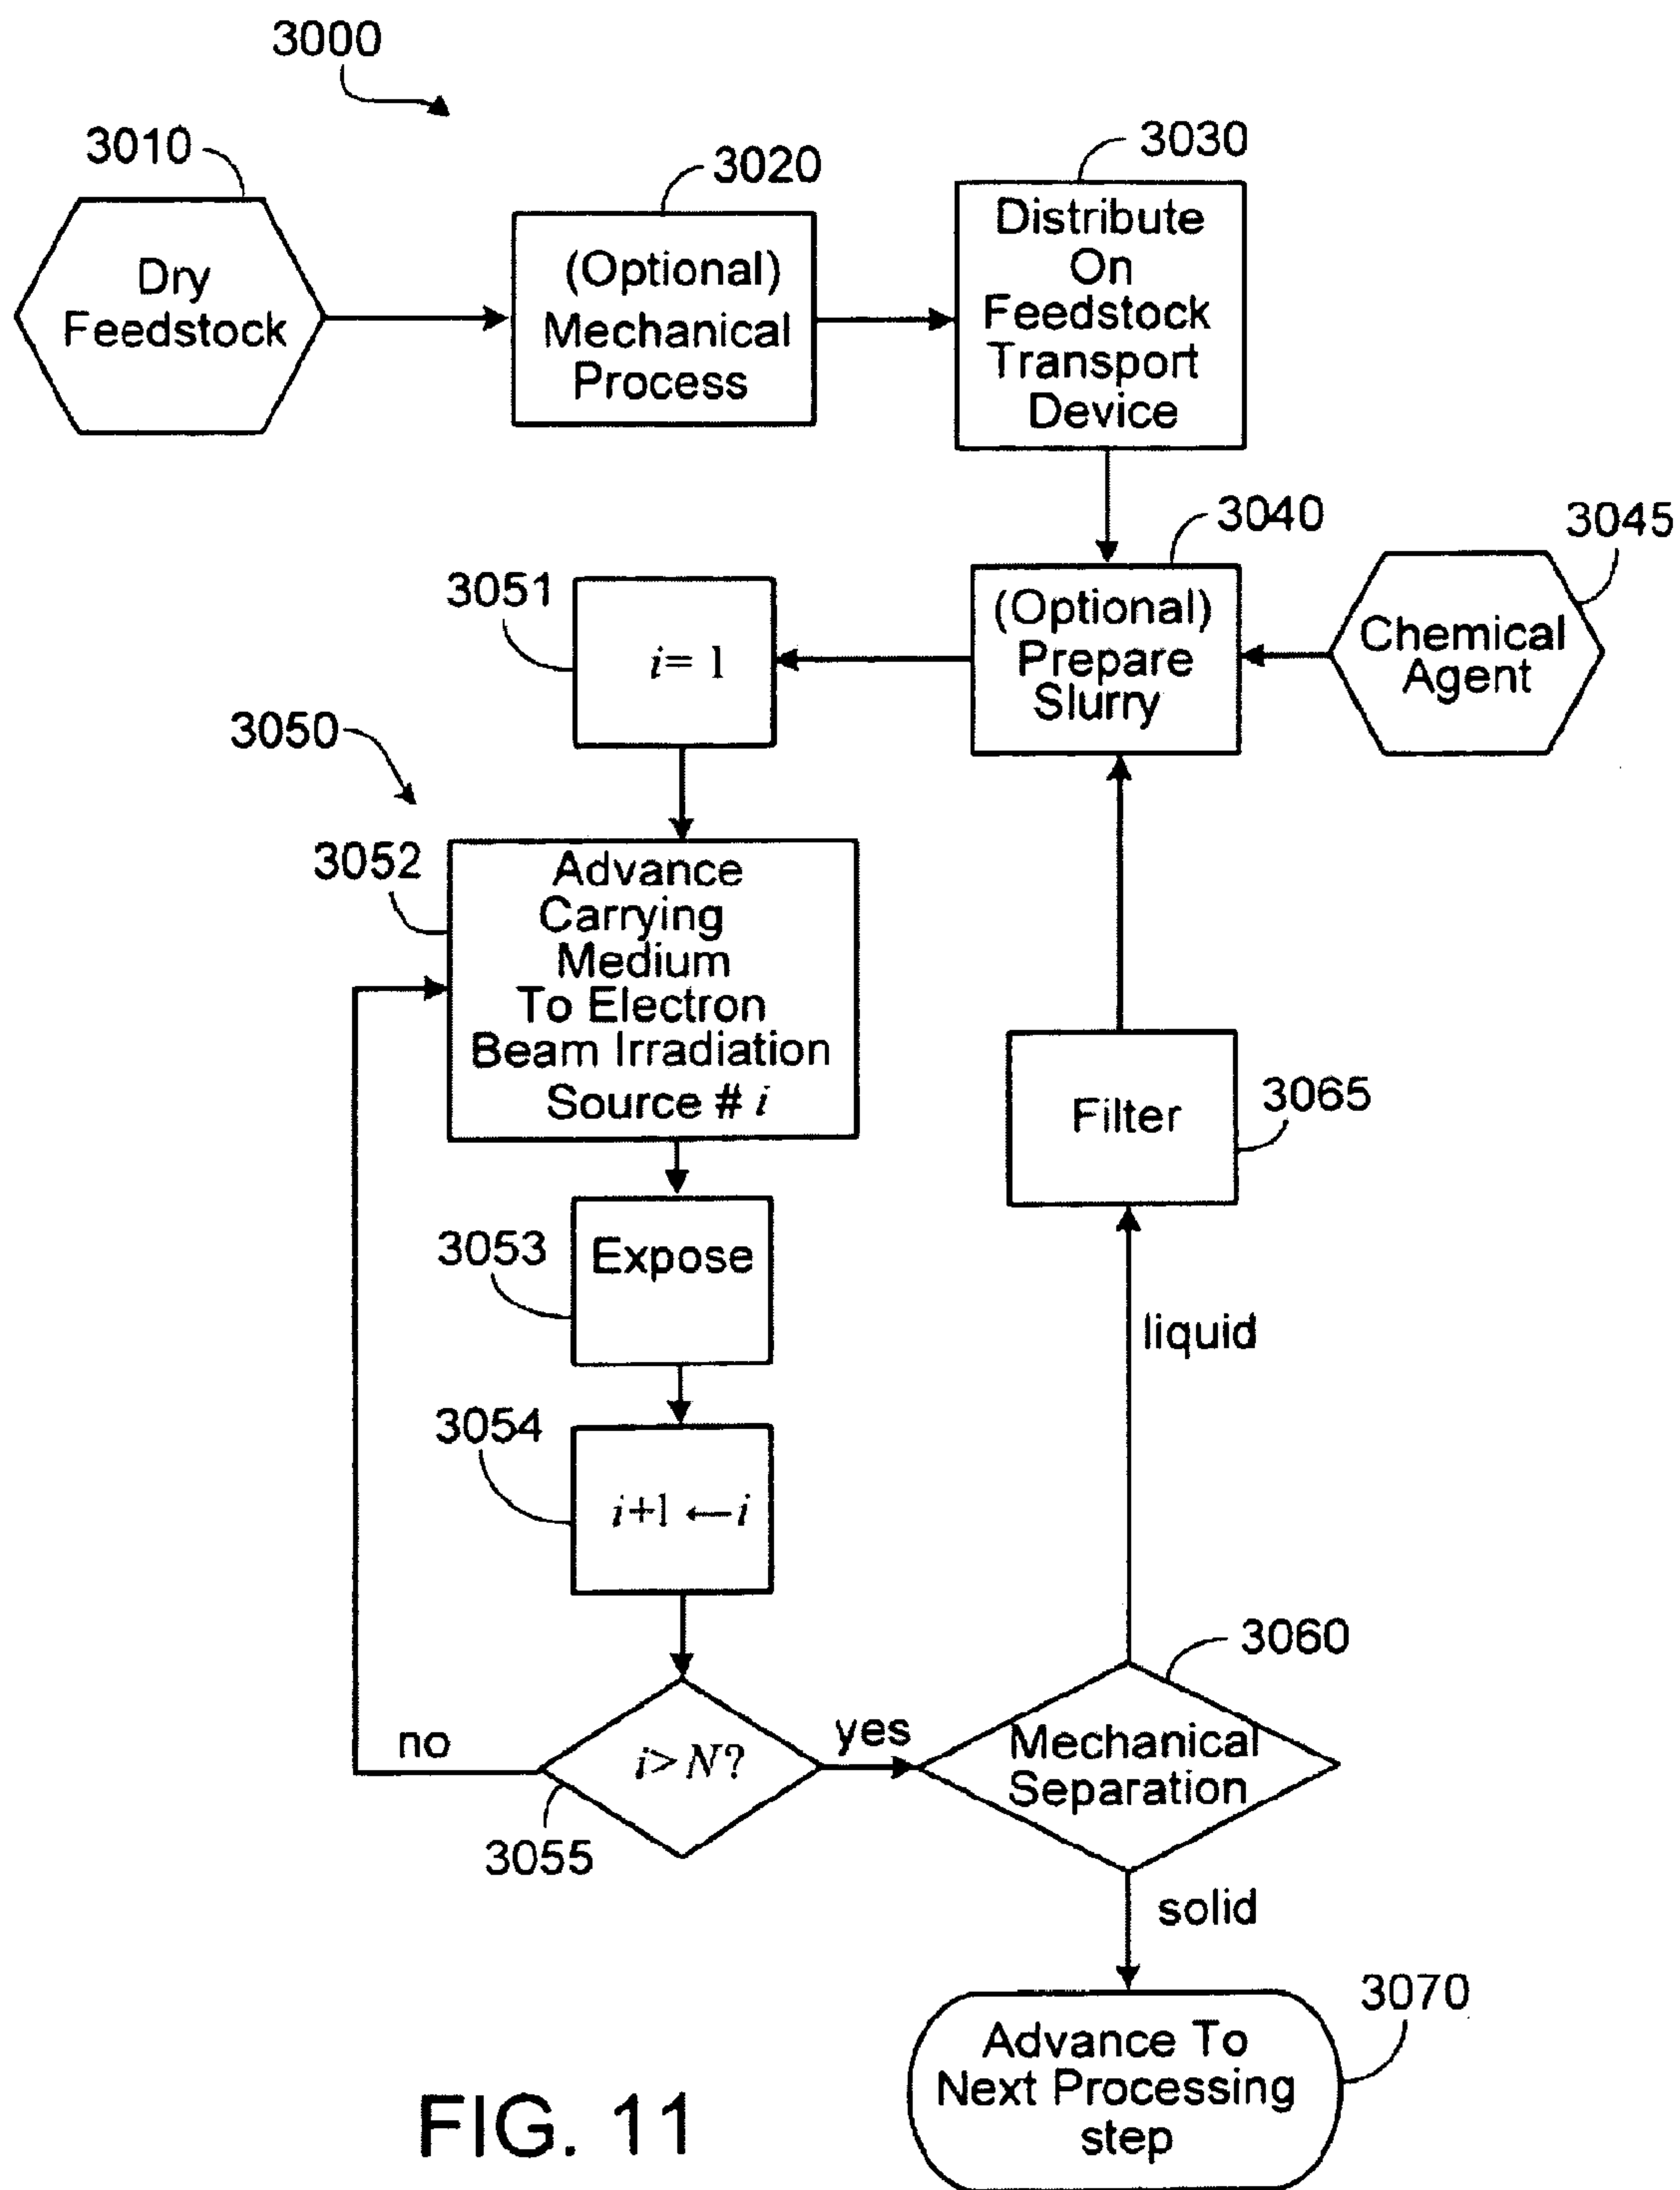 3000
3010
Dry
Feedstock
3020
(Optional)
Mechanical
Process
3030
Distribute
On
Feedstock
Transport
Device
3040
(Optional)
Prepare
Slurry
3045
Chemical
Agent
3051
i= 1
3050
3052
Advance
Carrying
Medium
To Electron
Beam Irradiation
Source # i
3053
Expose
3054
i+1 ←i
3055
i>N?
no
yes
3060
Mechanical
Separation
liquid
3065
Filter
solid
3070
Advance To
Next Processing
step
FIG. 11